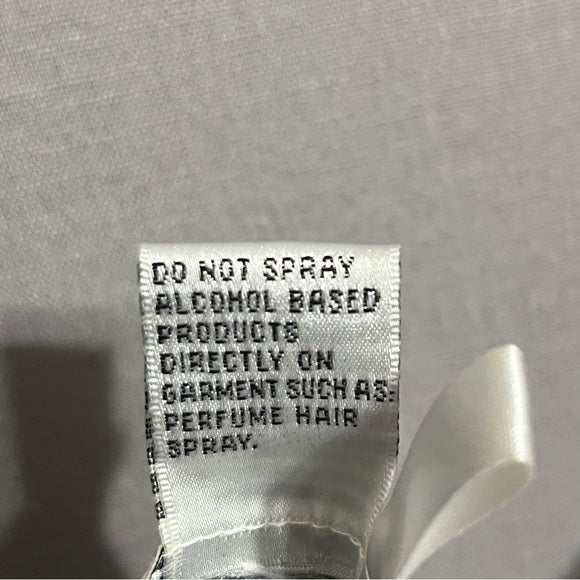 DO NOT SPRAY
ALCOHOL BASED
PRODUCTS
DIRECTLY ON
GARMENT SUCH AS:
PERFUME HAIR
SPRAY.